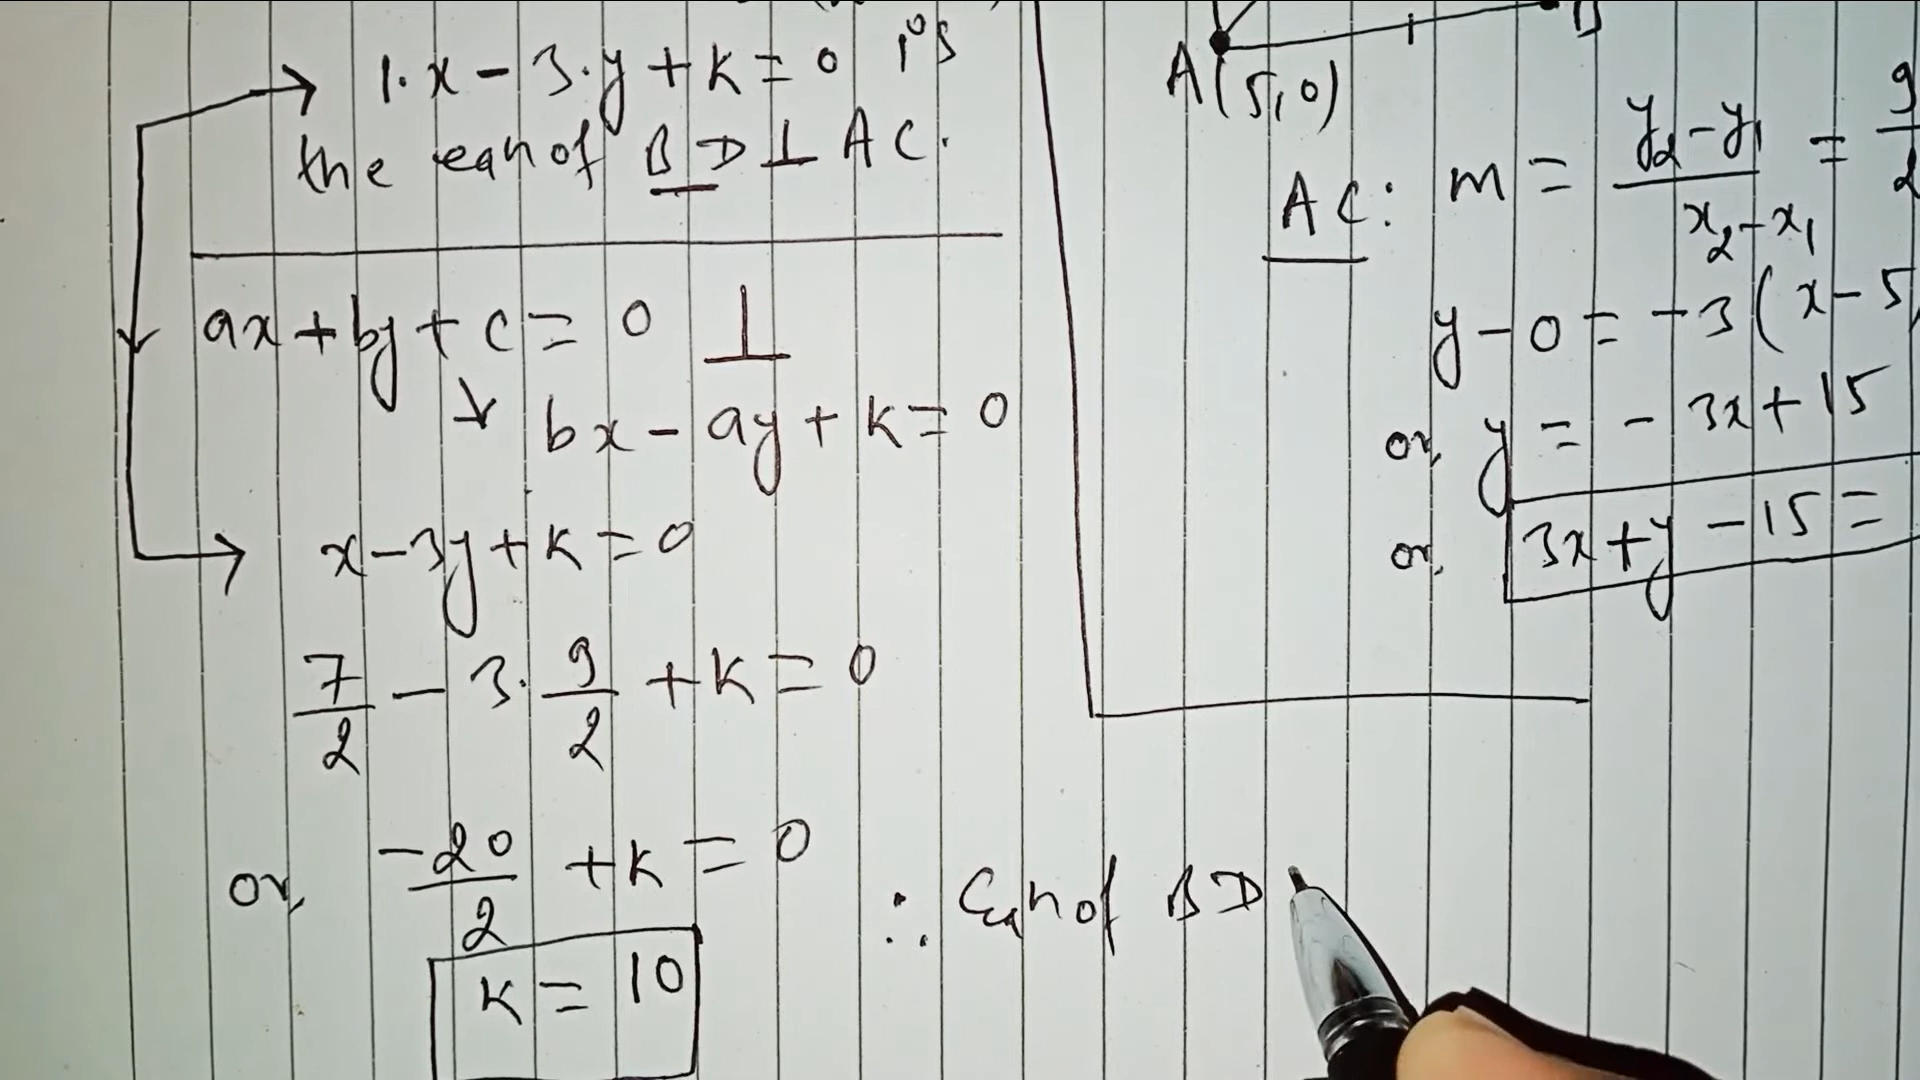 1·x - 3·y + k = 0 is
the eqn of BD ⊥ AC.
ax + by + c = 0 ⊥
bx - ay + k = 0
x - 3y + k = 0
7/2 - 3·9/2 + k = 0
or, -20/2 + k = 0
k = 10
∴ Eqn of BD
B
A(5,0)
AC: m = y₂-y₁/x₂-x₁ = 9/2
y - 0 = -3(x-5)
or, y = -3x + 15
or, 3x + y - 15 =